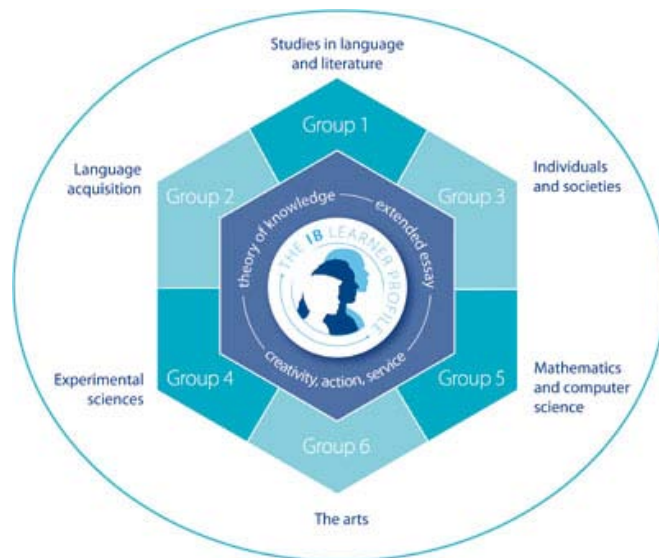 Studies in language
and literature
Group 1
Language
acquisition
Group 2
Individuals
and societies
Group 3
theory of knowledge
extended essay
THE IB LEARNER PROFILE
creativity, action, service
Experimental
sciences
Group 4
Mathematics
and computer
science
Group 5
Group 6
The arts